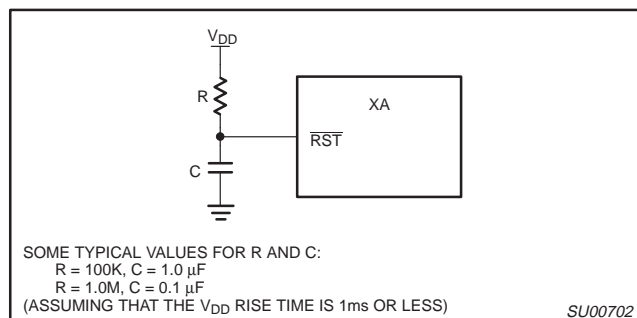 VDD
R
XA
RST
C
SOME TYPICAL VALUES FOR R AND C:
R = 100K, C = 1.0 µF
R = 1.0M, C = 0.1 µF
(ASSUMING THAT THE VDD RISE TIME IS 1ms OR LESS)
SU00702